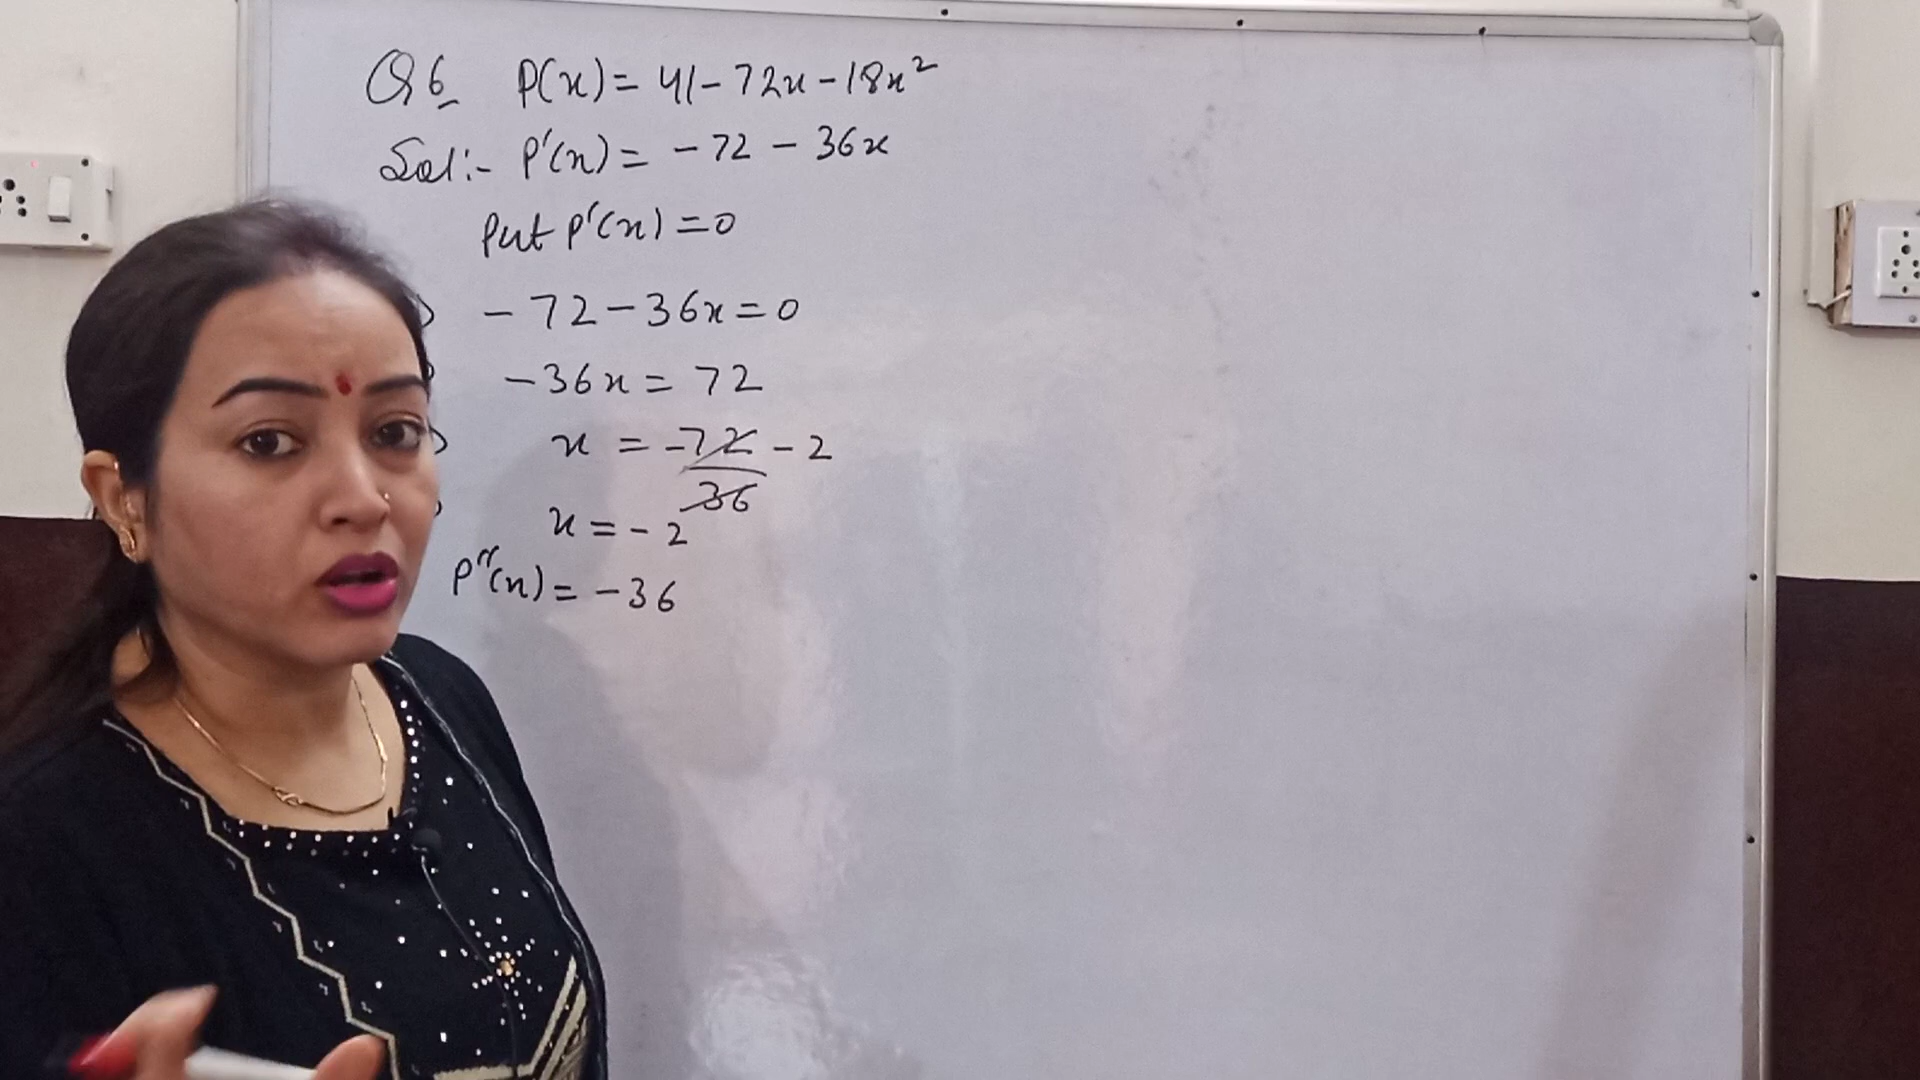 Q6 P(x) = 41 - 72x - 18x²
Sol:- P'(x) = - 72 - 36x
Put P'(x) = 0
- 72 - 36x = 0
- 36x = 72
x = -72/36 - 2
x = - 2
P''(x) = - 36